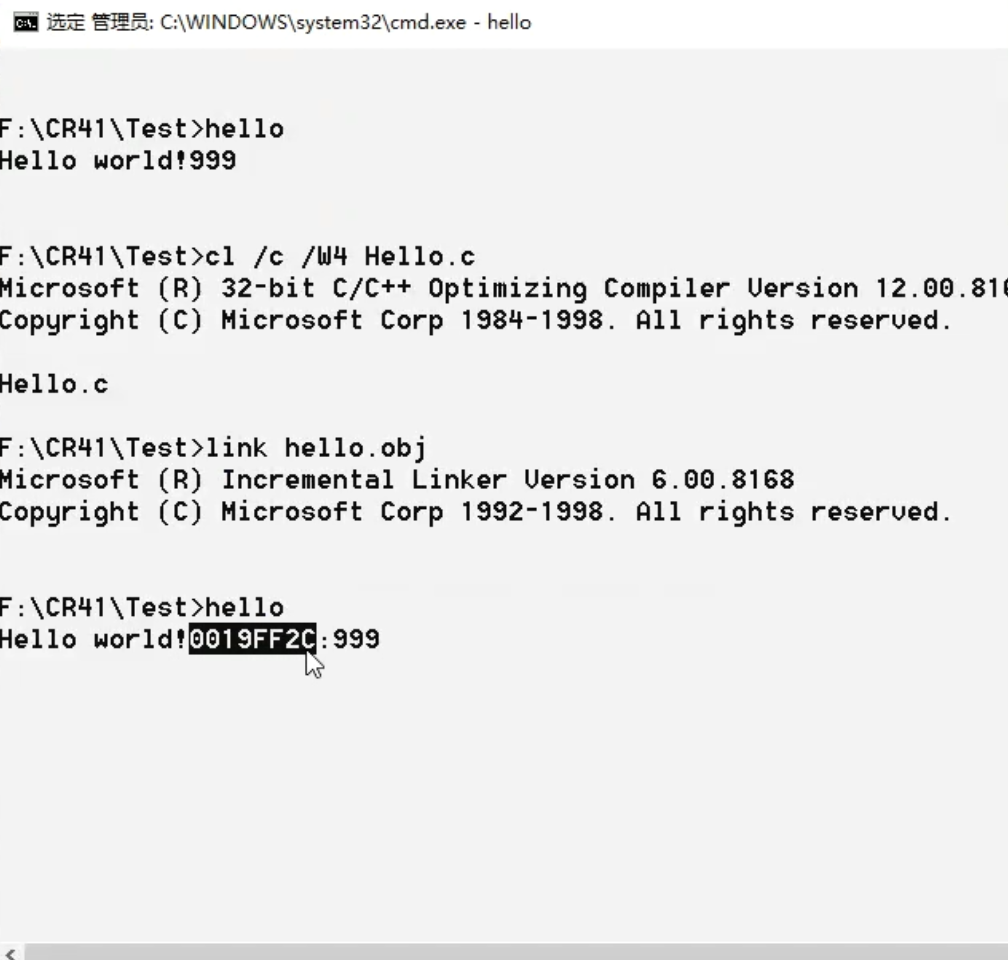 选定 管理员: C:\WINDOWS\system32\cmd.exe - hello
F:\CR41\Test>hello
Hello world!999
F:\CR41\Test>cl /c /W4 Hello.c
Microsoft (R) 32-bit C/C++ Optimizing Compiler Version 12.00.81
Copyright (C) Microsoft Corp 1984-1998. All rights reserved.
Hello.c
F:\CR41\Test>link hello.obj
Microsoft (R) Incremental Linker Version 6.00.8168
Copyright (C) Microsoft Corp 1992-1998. All rights reserved.
F:\CR41\Test>hello
Hello world!0019FF2C:999